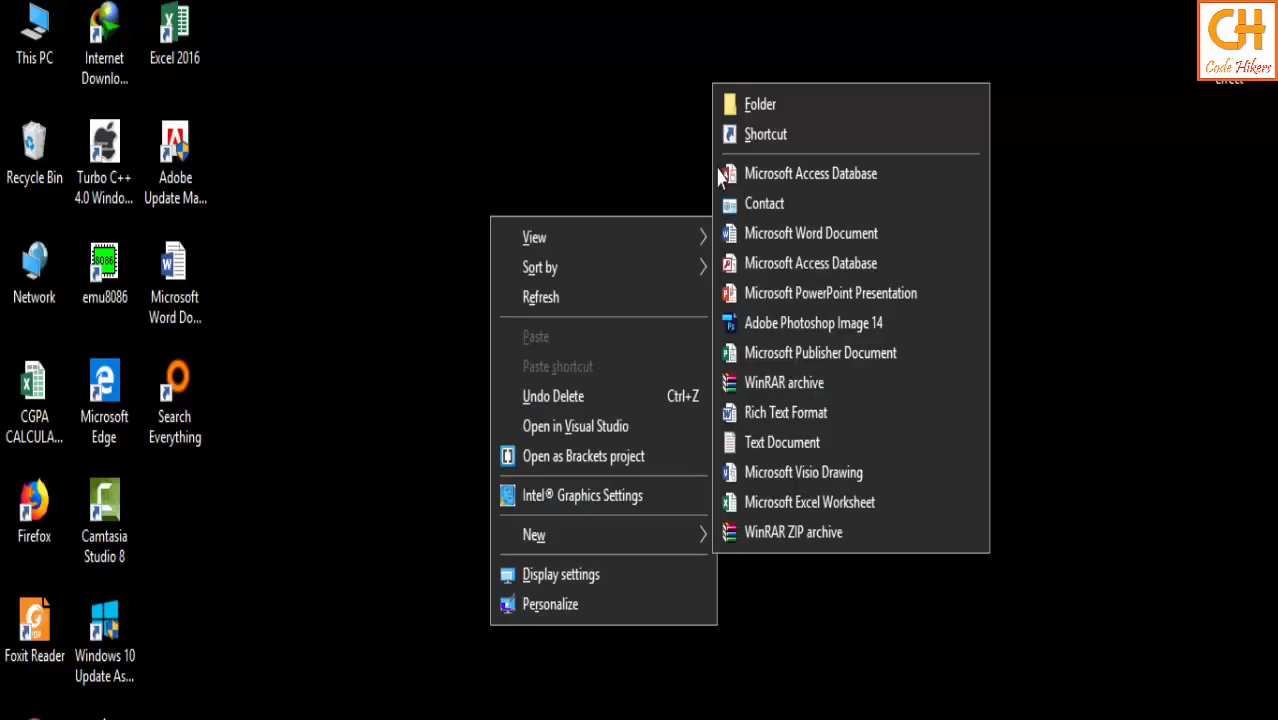 This PC
Internet
Downlo...
Excel 2016
Recycle Bin
Turbo C++
4.0 Windo...
Adobe
Update Ma...
Network
8086
emu8086
Microsoft
Word Do...
CGPA
CALCULA...
Microsoft
Edge
Search
Everything
Firefox
Camtasia
Studio 8
Foxit Reader
Windows 10
Update As...
View
Sort by
Refresh
Paste
Paste shortcut
Undo Delete Ctrl+Z
Open in Visual Studio
Open as Brackets project
Intel® Graphics Settings
New
Display settings
Personalize
Folder
Shortcut
Microsoft Access Database
Contact
Microsoft Word Document
Microsoft Access Database
Microsoft PowerPoint Presentation
Adobe Photoshop Image 14
Microsoft Publisher Document
WinRAR archive
Rich Text Format
Text Document
Microsoft Visio Drawing
Microsoft Excel Worksheet
WinRAR ZIP archive
CH
Code Hikers